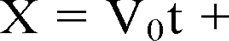 X = V₀t +